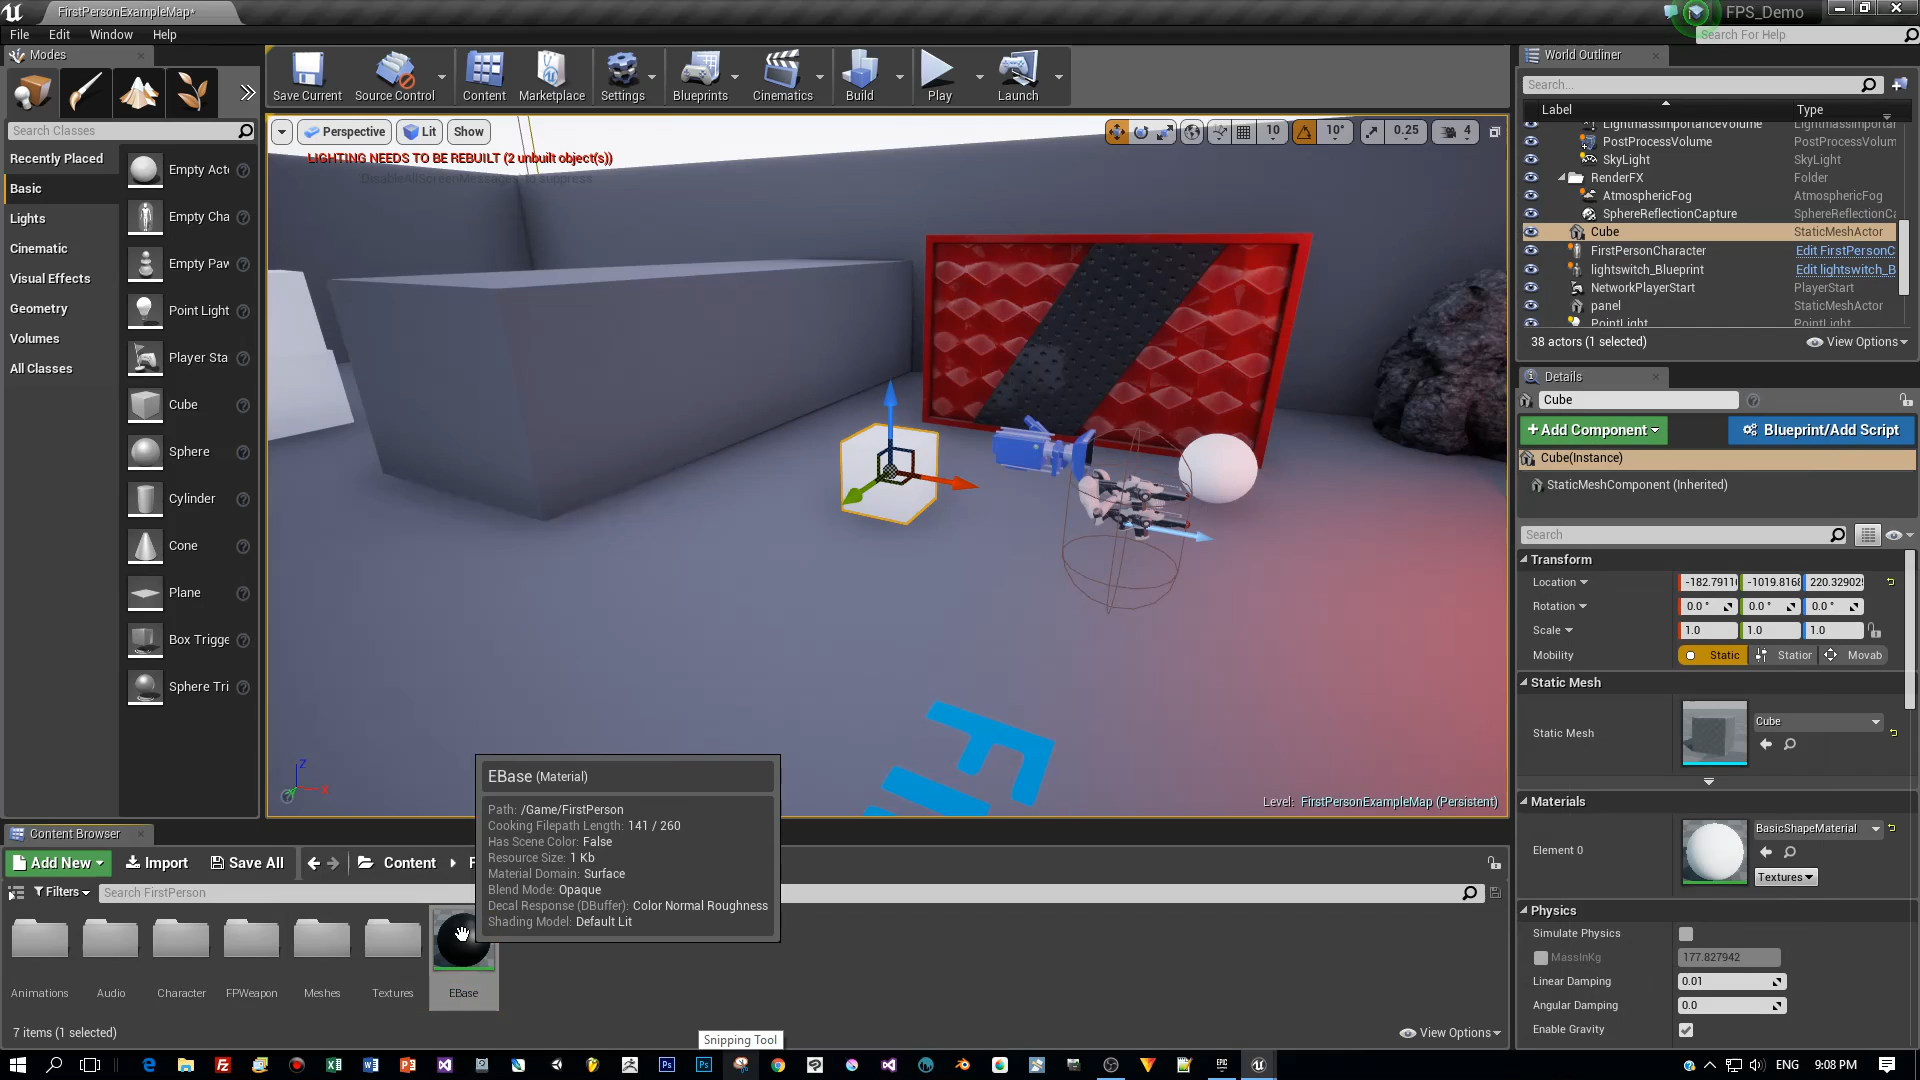 FirstPersonExampleMap*
FPS_Demo
File Edit Window Help
Search For Help
Modes
Save Current
Source Control
Content
Marketplace
Settings
Blueprints
Cinematics
Build
Play
Launch
World Outliner
Search...
Label Type
LightmassImportanceVolume LightmassImportar
PostProcessVolume PostProcessVolum
SkyLight SkyLight
RenderFX Folder
AtmosphericFog AtmosphericFog
SphereReflectionCapture SphereReflectionCa
Cube StaticMeshActor
FirstPersonCharacter Edit FirstPersonC
lightswitch_Blueprint Edit lightswitch_B
NetworkPlayerStart PlayerStart
panel StaticMeshActor
PointLight PointLight
38 actors (1 selected)
View Options
Search Classes
Recently Placed
Basic
Lights
Cinematic
Visual Effects
Geometry
Volumes
All Classes
Empty Acto
Empty Cha
Empty Paw
Point Light
Player Sta
Cube
Sphere
Cylinder
Cone
Plane
Box Trigge
Sphere Tri
Perspective Lit Show
10 10° 0.25 4
LIGHTING NEEDS TO BE REBUILT (2 unbuilt object(s))
'DisableAllScreenMessages' to suppress
Z
X
Level: FirstPersonExampleMap (Persistent)
Details
Cube
+Add Component
Blueprint/Add Script
Cube(Instance)
StaticMeshComponent (Inherited)
Search
Transform
Location -182.7911 -1019.816 220.32902
Rotation 0.0 ° 0.0 ° 0.0 °
Scale 1.0 1.0 1.0
Mobility Static Station Movab
Static Mesh
Static Mesh
Cube
Materials
Element 0
BasicShapeMaterial
Textures
Physics
Simulate Physics
MassInKg 177.827942
Linear Damping 0.01
Angular Damping 0.0
Enable Gravity
EBase (Material)
Path: /Game/FirstPerson
Cooking Filepath Length: 141 / 260
Has Scene Color: False
Resource Size: 1 Kb
Material Domain: Surface
Blend Mode: Opaque
Decal Response (DBuffer): Color Normal Roughness
Shading Model: Default Lit
Content Browser
Add New Import Save All Content F
Filters Search FirstPerson
Animations
Audio
Character
FPWeapon
Meshes
Textures
EBase
7 items (1 selected)
View Options
Snipping Tool
ENG 9:08 PM